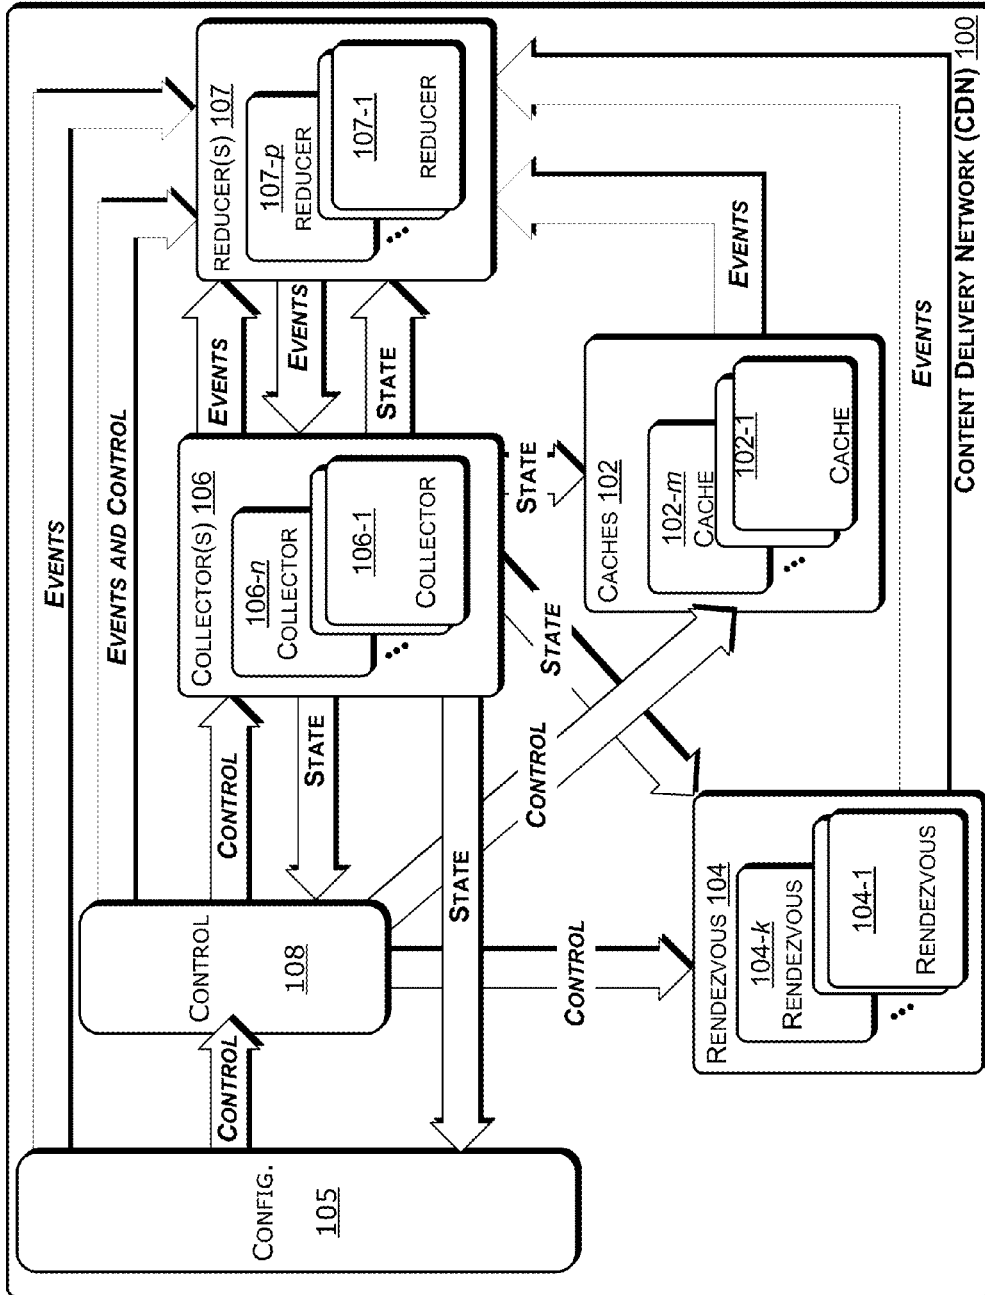 EVENTS
EVENTS AND CONTROL
CONFIG.
105
CONTROL
CONTROL
108
CONTROL
STATE
STATE
COLLECTOR(S) 106
106-n
COLLECTOR
106-1
COLLECTOR
•••
EVENTS
EVENTS
STATE
REDUCER(S) 107
107-p
REDUCER
107-1
REDUCER
•••
CONTROL
CONTROL
STATE
STATE
RENDEZVOUS 104
104-k
RENDEZVOUS
104-1
RENDEZVOUS
•••
CACHES 102
102-m
CACHE
102-1
CACHE
•••
EVENTS
EVENTS
CONTENT DELIVERY NETWORK (CDN) 100